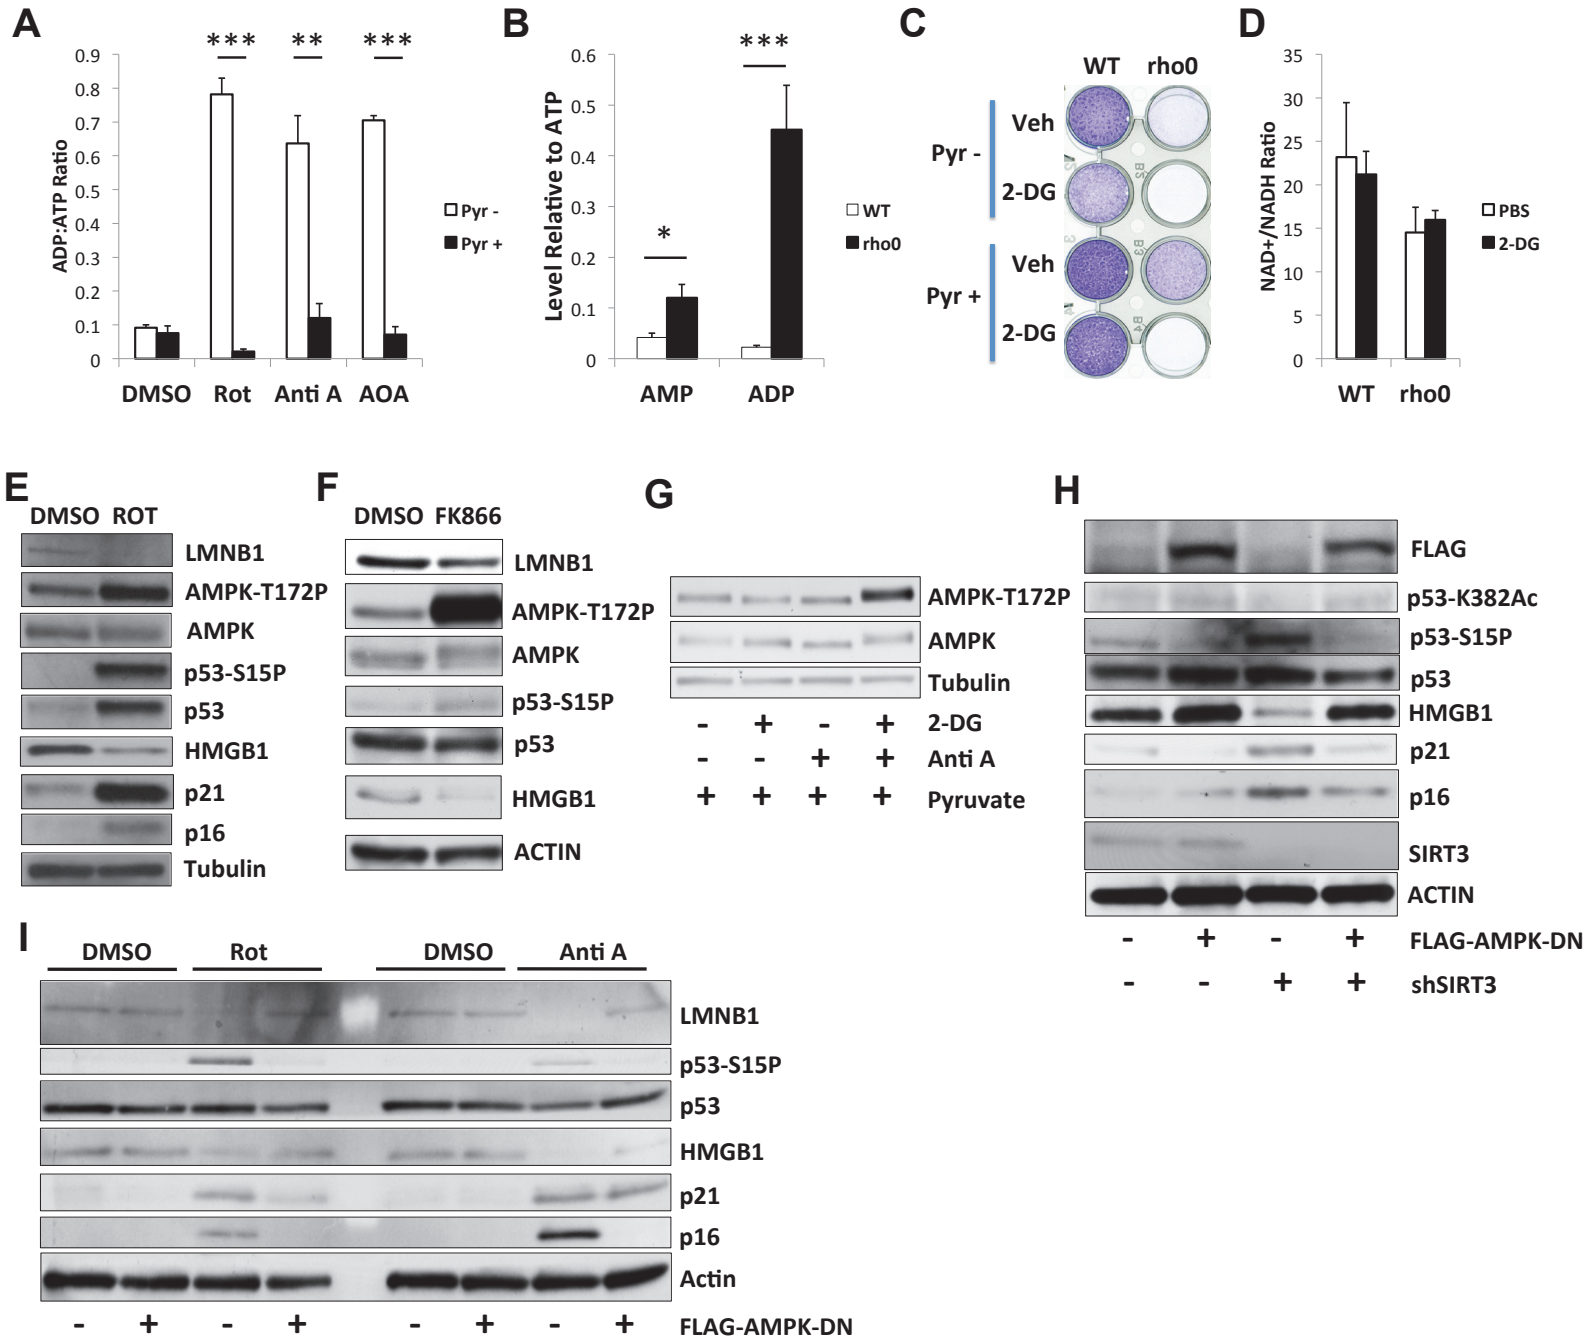 A
*** ** ***
ADP:ATP Ratio
0.9
0.8
0.7
0.6
0.5
0.4
0.3
0.2
0.1
0
DMSO Rot Anti A AOA
Pyr -
Pyr +
B
***
*
Level Relative to ATP
0.6
0.5
0.4
0.3
0.2
0.1
0
AMP ADP
WT
rho0
C
WT rho0
Pyr -
Veh
2-DG
Pyr +
Veh
2-DG
B3
B4
D
NAD+/NADH Ratio
35
30
25
20
15
10
5
0
WT rho0
PBS
2-DG
E
DMSO ROT
LMNB1
AMPK-T172P
AMPK
p53-S15P
p53
HMGB1
p21
p16
Tubulin
F
DMSO FK866
LMNB1
AMPK-T172P
AMPK
p53-S15P
p53
HMGB1
ACTIN
G
AMPK-T172P
AMPK
Tubulin
- + - + 2-DG
- - + + Anti A
+ + + + Pyruvate
H
FLAG
p53-K382Ac
p53-S15P
p53
HMGB1
p21
p16
SIRT3
ACTIN
- + - + FLAG-AMPK-DN
- - + + shSIRT3
I
DMSO Rot DMSO Anti A
LMNB1
p53-S15P
p53
HMGB1
p21
p16
Actin
- + - + - + - + FLAG-AMPK-DN